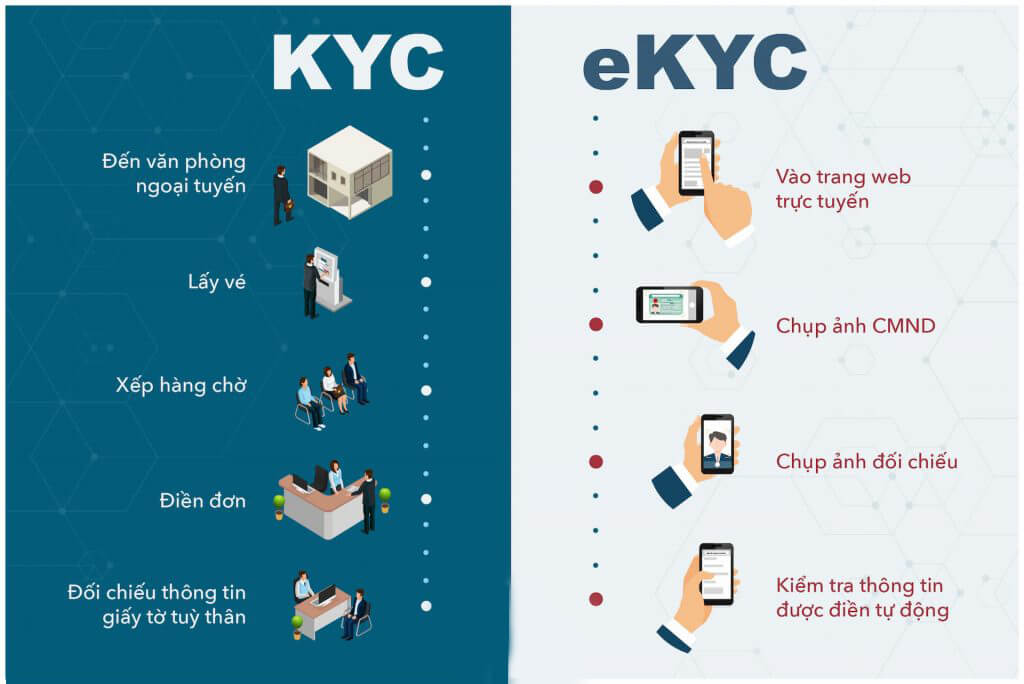 KYC
Đến văn phòng
ngoại tuyến
Lấy vé
Xếp hàng chờ
Điền đơn
Đối chiếu thông tin
giấy tờ tuỳ thân
eKYC
Vào trang web
trực tuyến
Chụp ảnh CMND
Chụp ảnh đối chiếu
Kiểm tra thông tin
được điền tự động